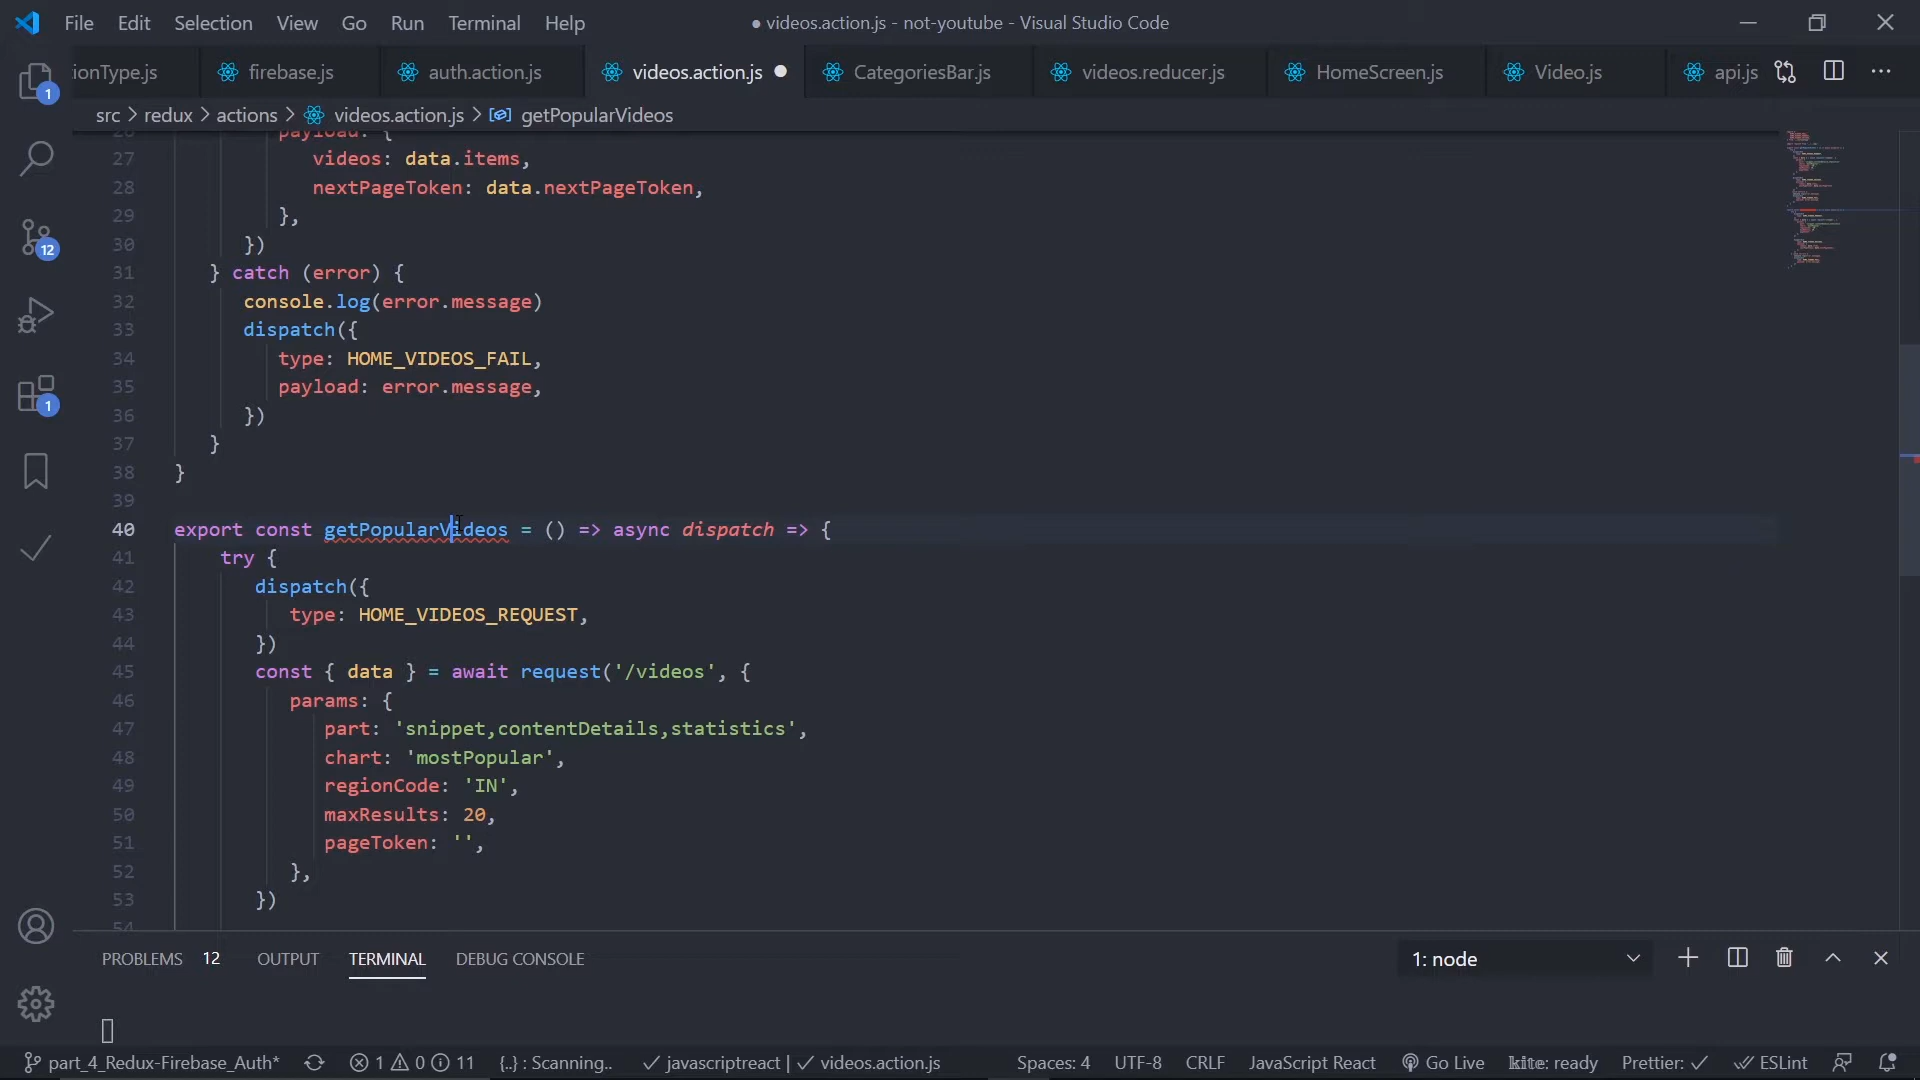 File Edit Selection View Go Run Terminal Help ● videos.action.js - not-youtube - Visual Studio Code
ionType.js firebase.js auth.action.js videos.action.js CategoriesBar.js videos.reducer.js HomeScreen.js Video.js api.js
src > redux > actions > videos.action.js > getPopularVideos
26 payload: {
27 videos: data.items,
28 nextPageToken: data.nextPageToken,
29 },
30 })
31 } catch (error) {
32 console.log(error.message)
33 dispatch({
34 type: HOME_VIDEOS_FAIL,
35 payload: error.message,
36 })
37 }
38 }
39
40 export const getPopularVideos = () => async dispatch => {
41 try {
42 dispatch({
43 type: HOME_VIDEOS_REQUEST,
44 })
45 const { data } = await request('/videos', {
46 params: {
47 part: 'snippet,contentDetails,statistics',
48 chart: 'mostPopular',
49 regionCode: 'IN',
50 maxResults: 20,
51 pageToken: '',
52 },
53 })
54
1
12
1
PROBLEMS 12 OUTPUT TERMINAL DEBUG CONSOLE 1: node
part_4_Redux-Firebase_Auth* 1 0 11 {..} : Scanning.. javascriptreact | videos.action.js Spaces: 4 UTF-8 CRLF JavaScript React Go Live kite: ready Prettier: ✓ ESLint